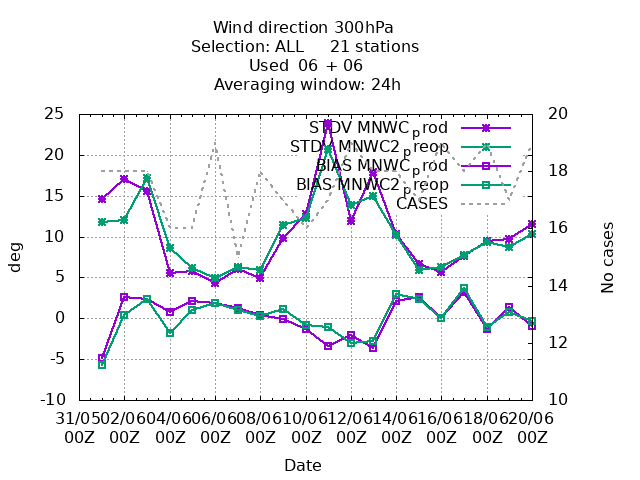 Wind direction 300hPa
Selection: ALL 21 stations
Used 06 + 06
Averaging window: 24h
25
20
15
10
5
0
-5
-10
deg
20
18
16
14
12
10
No cases
STDV MNWC_prod
STDV MNWC2_preop
BIAS MNWC_prod
BIAS MNWC2_preop
CASES
31/05 02/06 04/06 06/06 08/06 10/06 12/06 14/06 16/06 18/06 20/06
00Z 00Z 00Z 00Z 00Z 00Z 00Z 00Z 00Z 00Z 00Z
Date